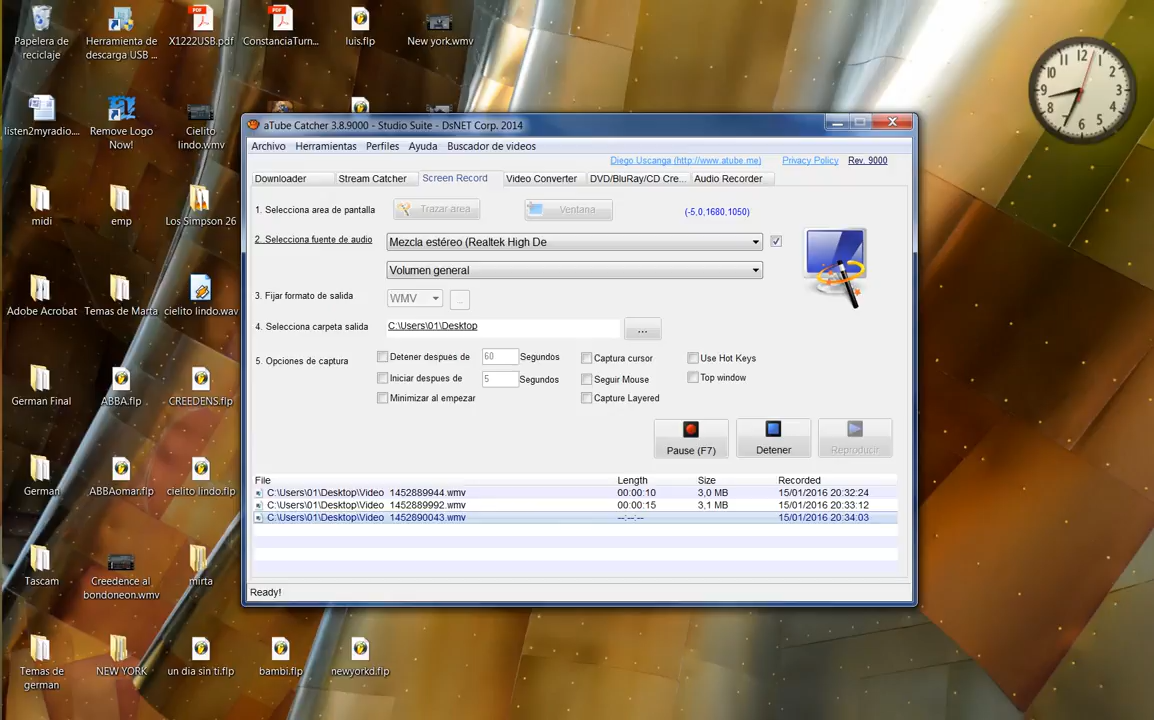 Papelera de
reciclaje
Herramienta de
descarga USB ...
X1222USB.pdf
ConstanciaTurn...
luis.flp
New york.wmv
listen2myradio....
Remove Logo
Now!
Cielito
lindo.wmv
midi
emp
Los Simpson 26
Adobe Acrobat
Temas de Marta
cielito lindo.wav
German Final
ABBA.flp
CREEDENS.flp
German
ABBAomar.flp
cielito lindo.flp
Tascam
Creedence al
bondoneon.wmv
mirta
Temas de
german
NEW YORK
un dia sin ti.flp
bambi.flp
newyorkd.flp
aTube Catcher 3.8.9000 - Studio Suite - DsNET Corp. 2014
Archivo Herramientas Perfiles Ayuda Buscador de videos
Diego Uscanga (http://www.atube.me) Privacy Policy Rev. 9000
Downloader Stream Catcher Screen Record Video Converter DVD/BluRay/CD Cre... Audio Recorder
1. Selecciona area de pantalla Trazar area Ventana (-5,0,1680,1050)
2. Selecciona fuente de audio Mezcla estéreo (Realtek High De
Volumen general
3. Fijar formato de salida WMV ...
4. Selecciona carpeta salida C:\Users\01\Desktop ...
5. Opciones de captura Detener despues de 60 Segundos Captura cursor Use Hot Keys
Iniciar despues de 5 Segundos Seguir Mouse Top window
Minimizar al empezar Capture Layered
Pause (F7) Detener Reproducir
File Length Size Recorded
C:\Users\01\Desktop\Video 1452889944.wmv 00:00:10 3,0 MB 15/01/2016 20:32:24
C:\Users\01\Desktop\Video 1452889992.wmv 00:00:15 3,1 MB 15/01/2016 20:33:12
C:\Users\01\Desktop\Video 1452890043.wmv --:--:-- 15/01/2016 20:34:03
Ready!
12
1
2
3
4
5
6
7
8
9
10
11